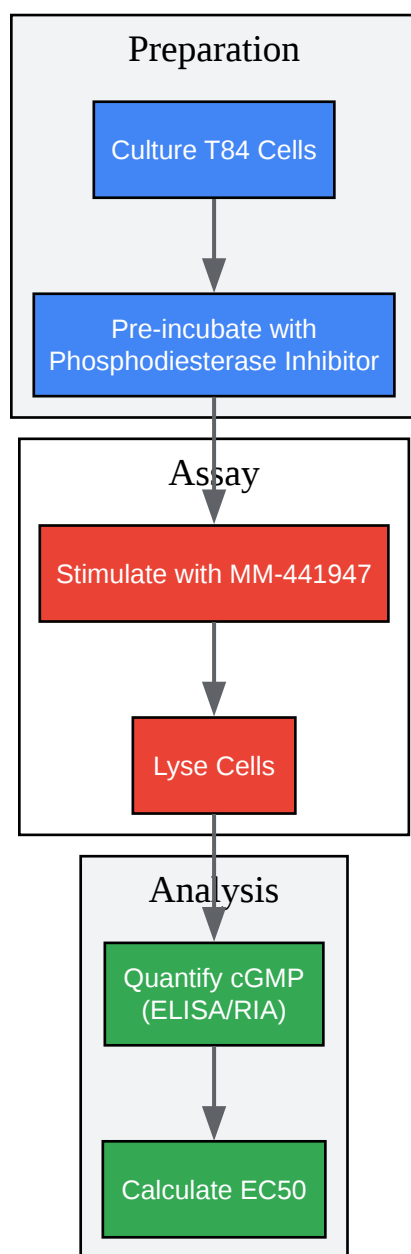 Preparation
Culture T84 Cells
Pre-incubate with
Phosphodiesterase Inhibitor
Assay
Stimulate with MM-441947
Lyse Cells
Analysis
Quantify cGMP
(ELISA/RIA)
Calculate EC50